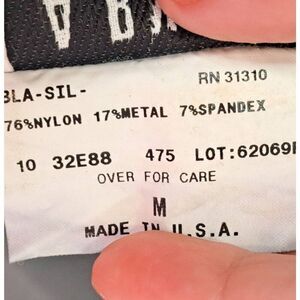 RN 31310
BLA-SIL-
76%NYLON 17%METAL 7%SPANDEX
10 32E88 475 LOT:62069
OVER FOR CARE
M
MADE IN U.S.A.